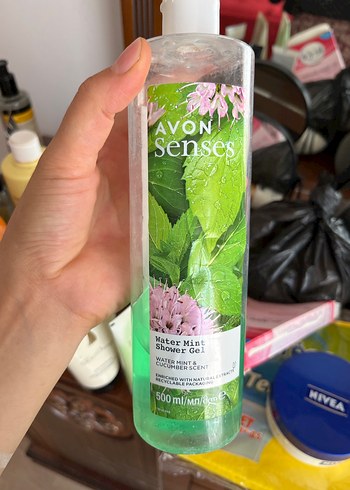 AVON
senses
Water Mint
Shower Gel
WATER MINT &
CUCUMBER SCENT
ENRICHED WITH NATURAL EXTRACT
RECYCLABLE PACKAGING
500 ml/мл/
NIVEA